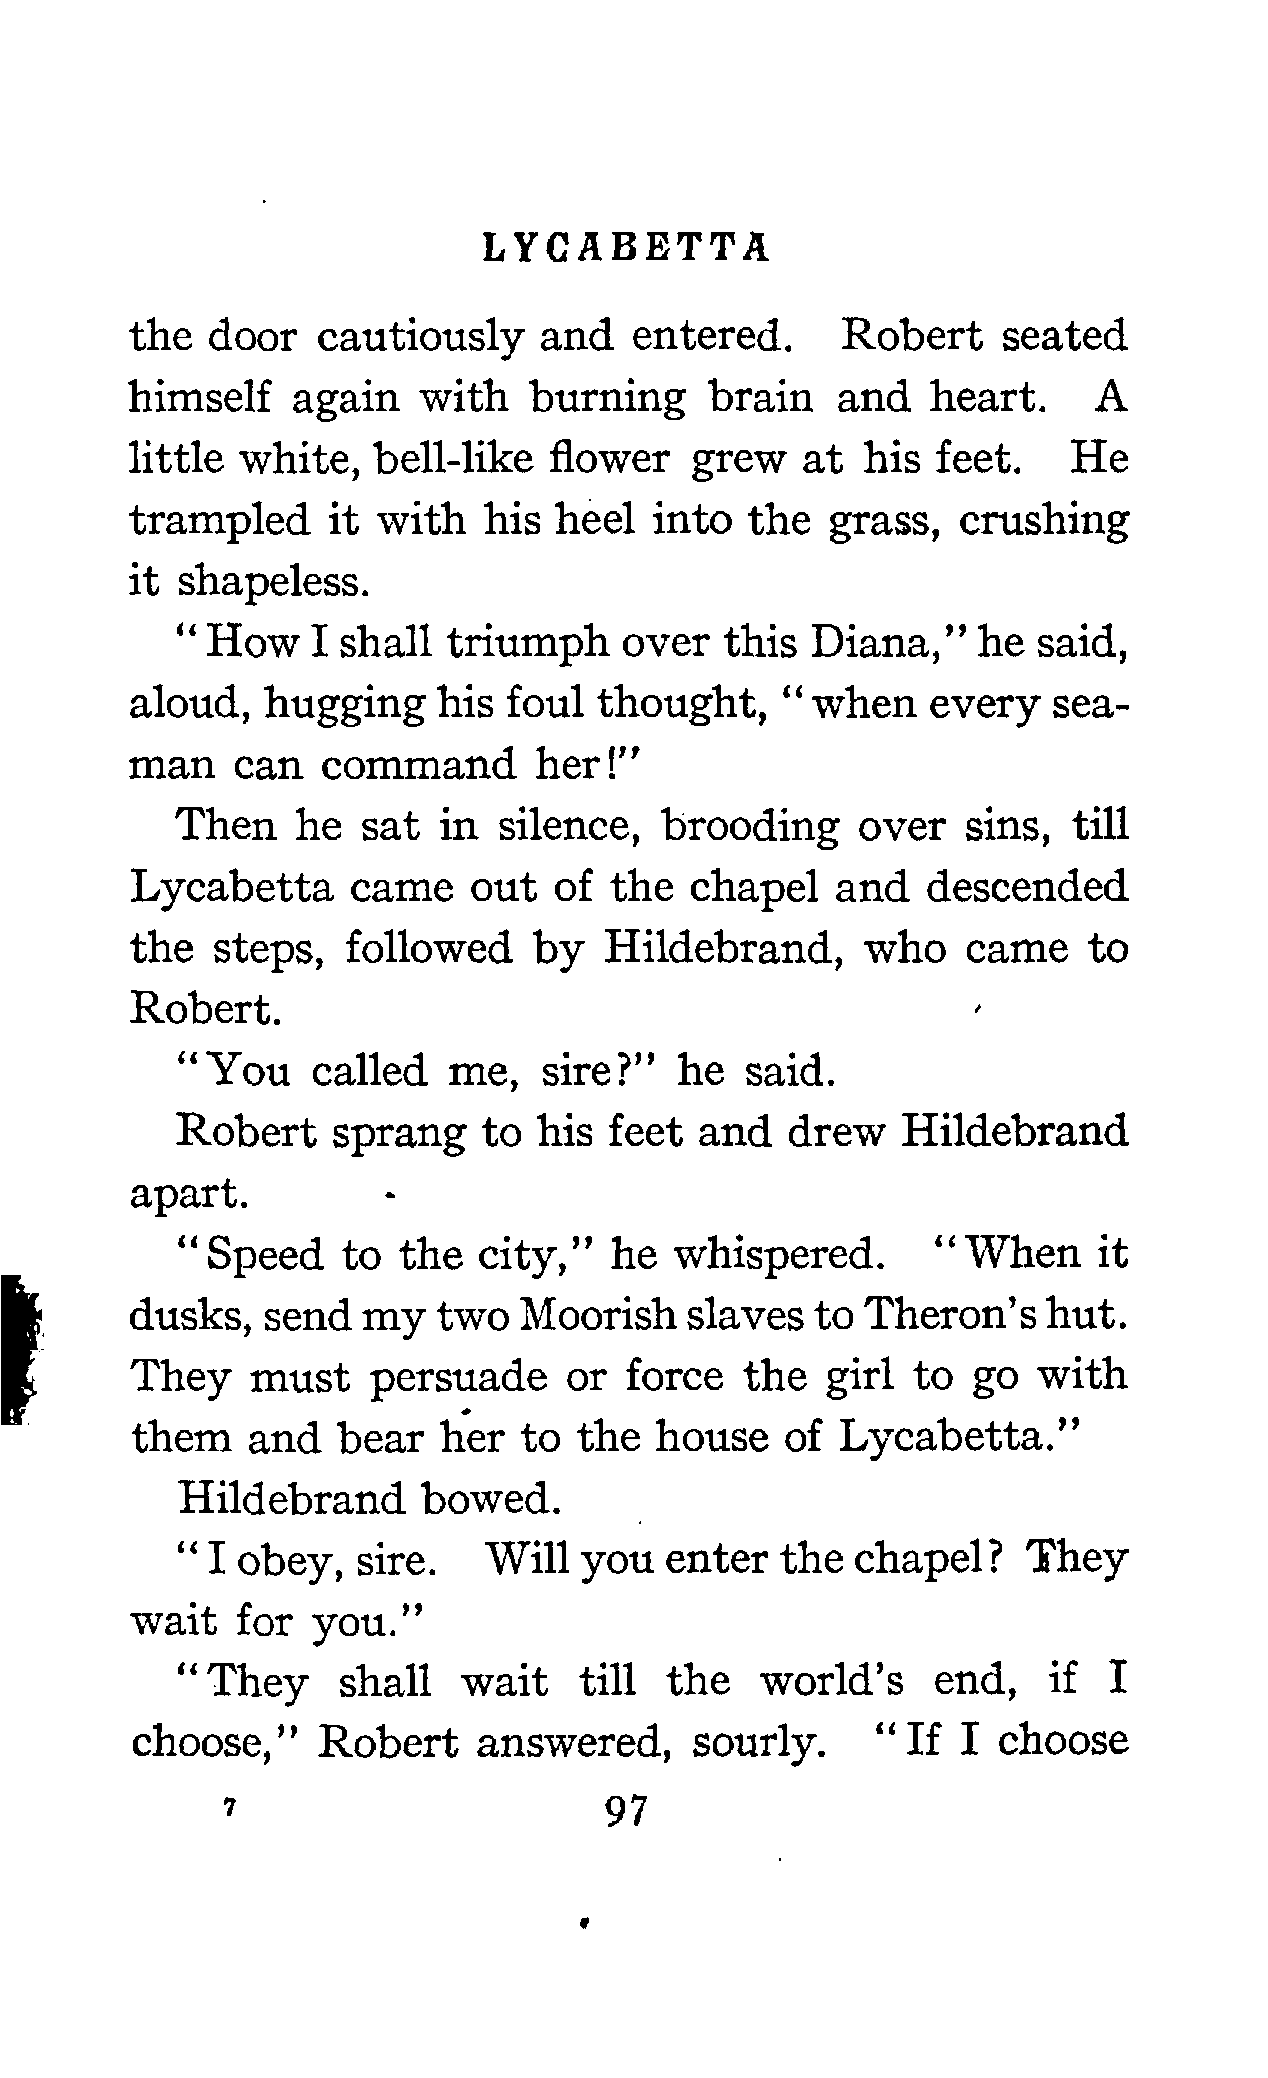 LYCABETTA
the door cautiously and entered. Robert seated
himself again with burning brain and heart. A
little white, bell-like flower grew at his feet. He
trampled it with his heel into the grass, crushing
it shapeless.
"How I shall triumph over this Diana," he said,
aloud, hugging his foul thought, "when every sea-
man can command her!"
Then he sat in silence, brooding over sins, till
Lycabetta came out of the chapel and descended
the steps, followed by Hildebrand, who came to
Robert.
"You called me, sire?" he said.
Robert sprang to his feet and drew Hildebrand
apart.
"Speed to the city," he whispered. "When it
dusks, send my two Moorish slaves to Theron's hut.
They must persuade or force the girl to go with
them and bear her to the house of Lycabetta."
Hildebrand bowed.
"I obey, sire. Will you enter the chapel? They
wait for you."
"They shall wait till the world's end, if I
choose," Robert answered, sourly. "If I choose
7 97